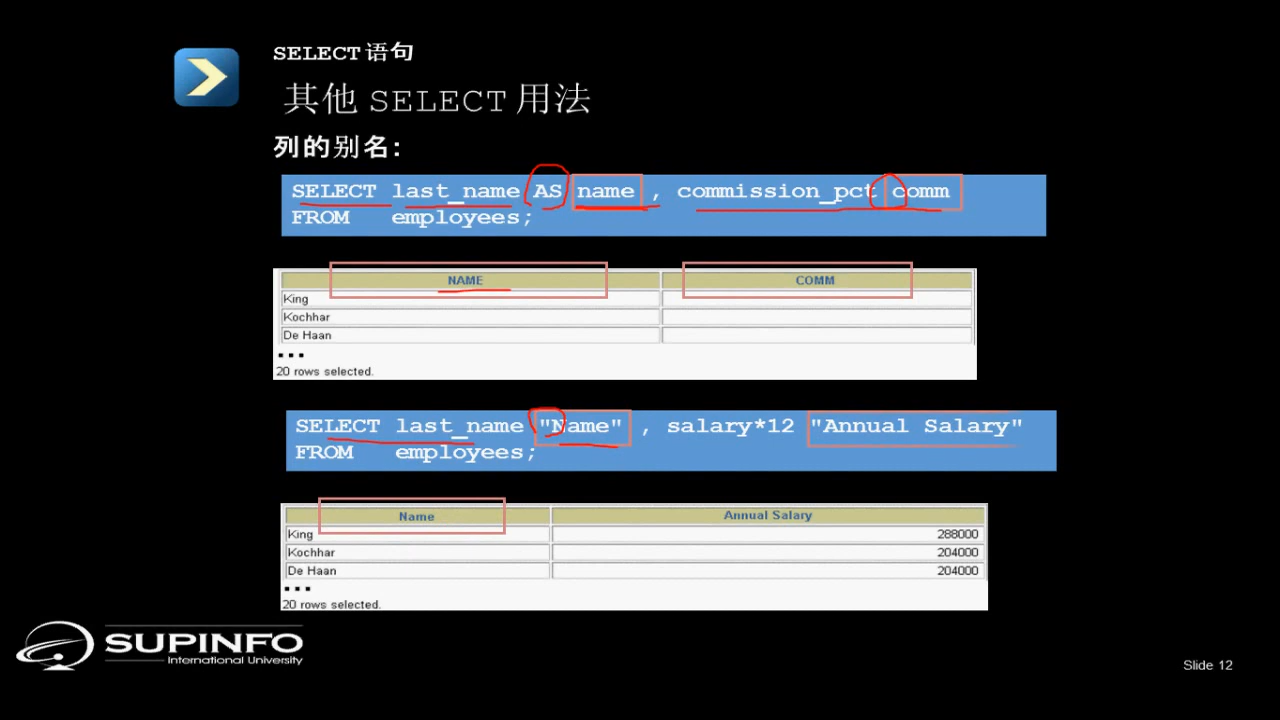 SELECT 语句
其他 SELECT 用法
列的别名:
SELECT last_name AS name , commission_pct comm
FROM employees;
NAME COMM
King
Kochhar
De Haan
...
20 rows selected.
SELECT last_name "Name" , salary*12 "Annual Salary"
FROM employees;
Name Annual Salary
King 288000
Kochhar 204000
De Haan 204000
...
20 rows selected.
SUPINFO
International University
Slide 12